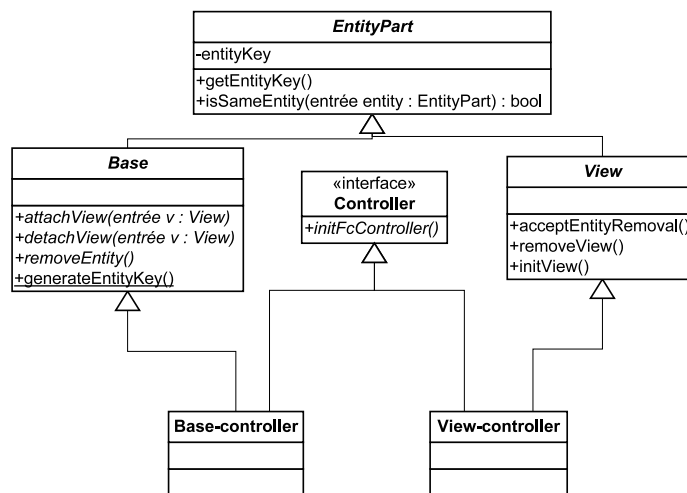 EntityPart
-entityKey
+getEntityKey()
+isSameEntity(entrée entity : EntityPart) : bool
Base
+attachView(entrée v : View)
+detachView(entrée v : View)
+removeEntity()
+generateEntityKey()
«interface»
Controller
+initFcController()
View
+acceptEntityRemoval()
+removeView()
+initView()
Base-controller
View-controller